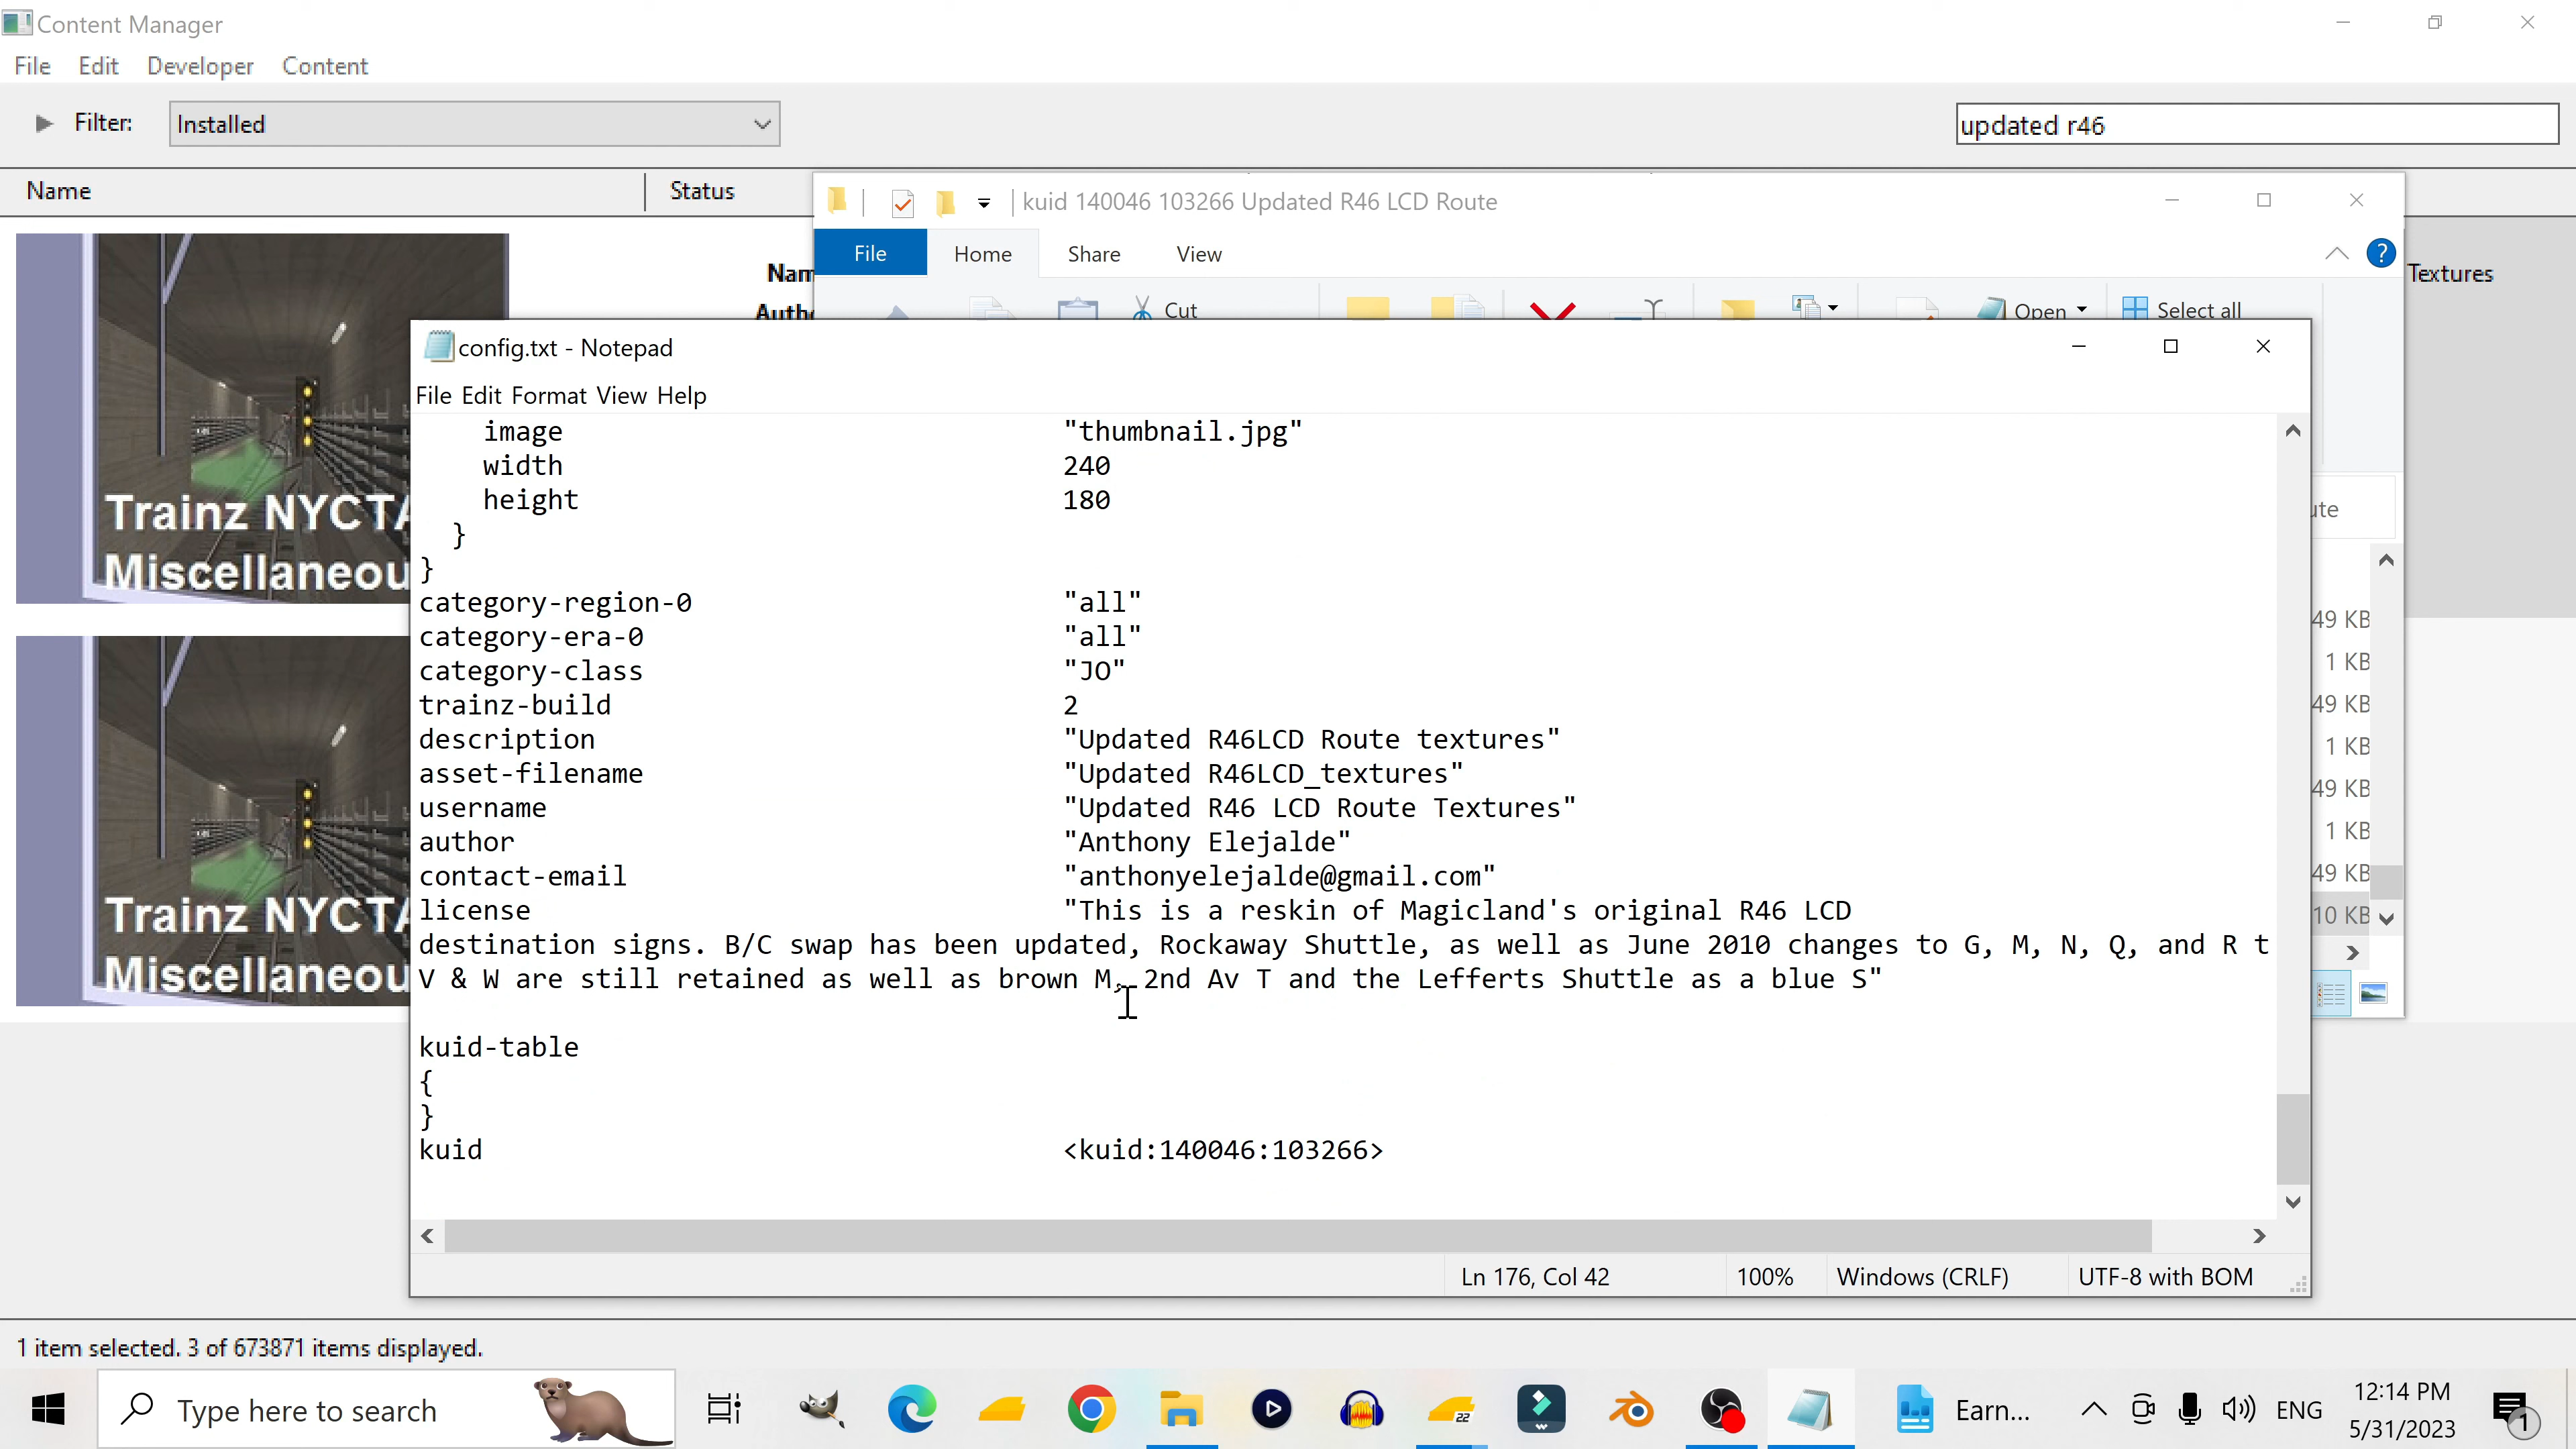 Content Manager
File Edit Developer Content
Filter: Installed
updated r46
Name Status
kuid 140046 103266 Updated R46 LCD Route
File Home Share View
?
Nam
Textures
Cut
Open
Select all
Trainz NYCTA
Miscellaneou
Trainz NYCTA
Miscellaneou
config.txt - Notepad
File Edit Format View Help
image "thumbnail.jpg"
width 240
height 180
}
}
category-region-0 "all"
category-era-0 "all"
category-class "JO"
trainz-build 2
description "Updated R46LCD Route textures"
asset-filename "Updated R46LCD_textures"
username "Updated R46 LCD Route Textures"
author "Anthony Elejalde"
contact-email "anthonyelejalde@gmail.com"
license "This is a reskin of Magicland's original R46 LCD
destination signs. B/C swap has been updated, Rockaway Shuttle, as well as June 2010 changes to G, M, N, Q, and R t
V & W are still retained as well as brown M, 2nd Av T and the Lefferts Shuttle as a blue S"
kuid-table
{
}
kuid <kuid:140046:103266>
Ln 176, Col 42 100% Windows (CRLF) UTF-8 with BOM
ute
49 KB
1 KB
49 KB
1 KB
49 KB
1 KB
49 KB
10 KB
1 item selected. 3 of 673871 items displayed.
Type here to search
22
Earn...
ENG
12:14 PM
5/31/2023
1